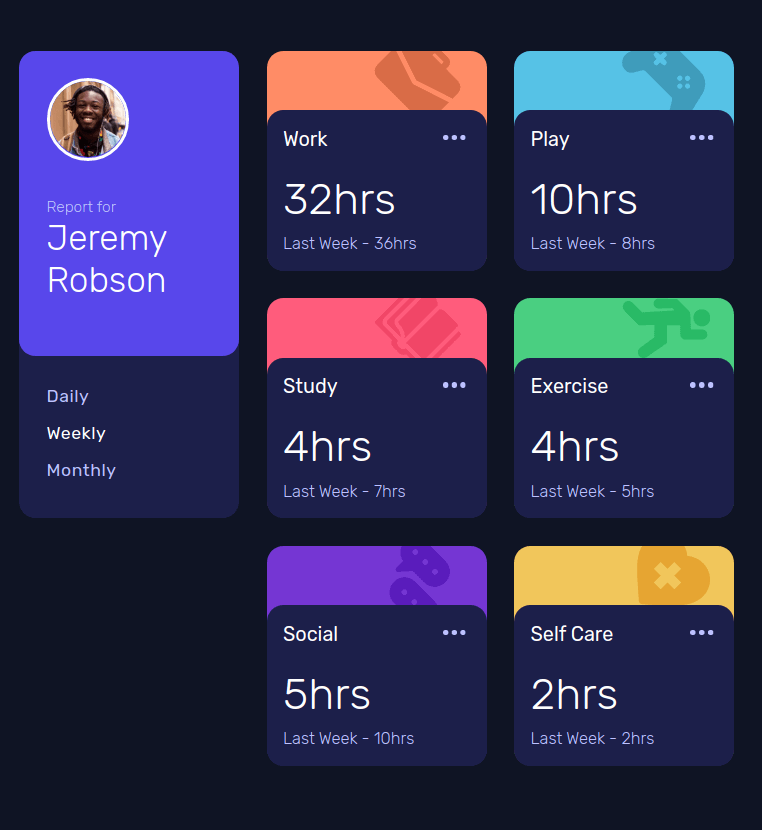 Report for
Jeremy
Robson
Daily
Weekly
Monthly
Work
32hrs
Last Week - 36hrs
Play
10hrs
Last Week - 8hrs
Study
4hrs
Last Week - 7hrs
Exercise
4hrs
Last Week - 5hrs
Social
5hrs
Last Week - 10hrs
Self Care
2hrs
Last Week - 2hrs